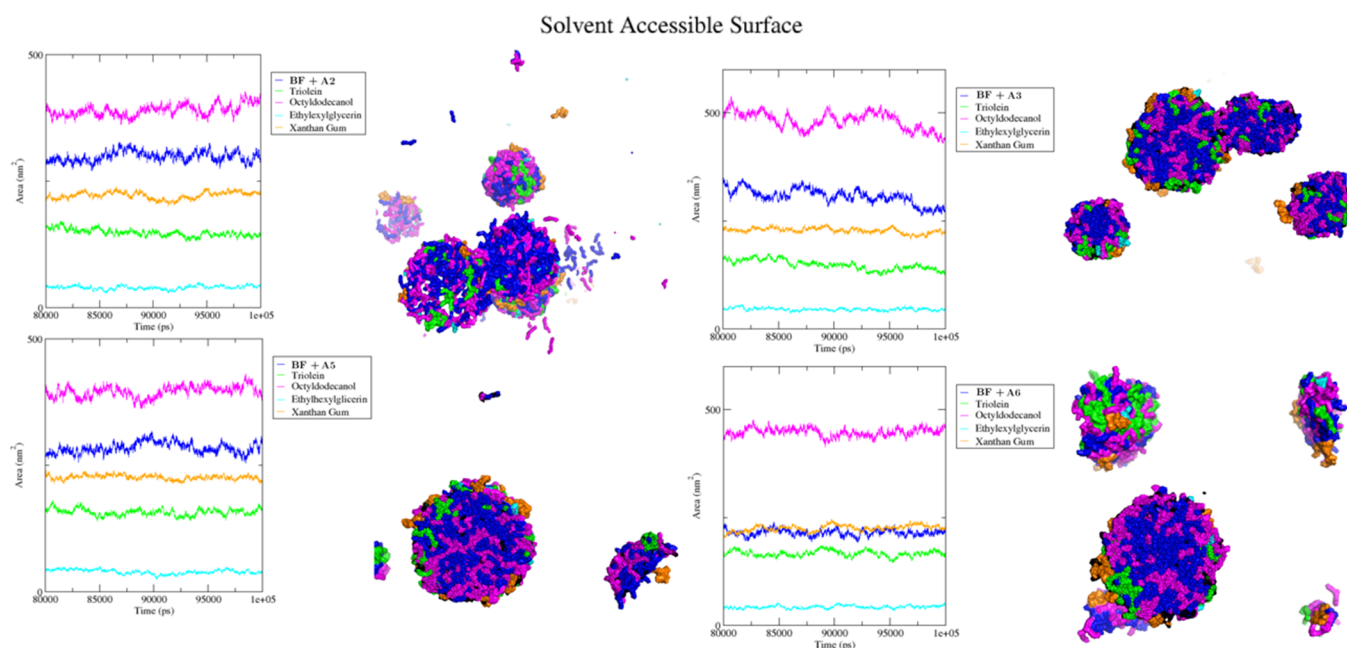 Solvent Accessible Surface
500
Area (nm²)
0
80000 85000 90000 95000 1e+05
Time (ps)
BF + A2
Triolein
Octyldodecanol
Ethylexylglycerin
Xanthan Gum
500
Area (nm²)
0
80000 85000 90000 95000 1e+05
Time (ps)
BF + A3
Triolein
Octyldodecanol
Ethylexylglycerin
Xanthan Gum
500
Area (nm²)
0
80000 85000 90000 95000 1e+05
Time (ps)
BF + A5
Triolein
Octyldodecanol
Ethylhexylglicerin
Xanthan Gum
500
Area (nm²)
0
80000 85000 90000 95000 1e+05
Time (ps)
BF + A6
Triolein
Octyldodecanol
Ethylexylglycerin
Xanthan Gum